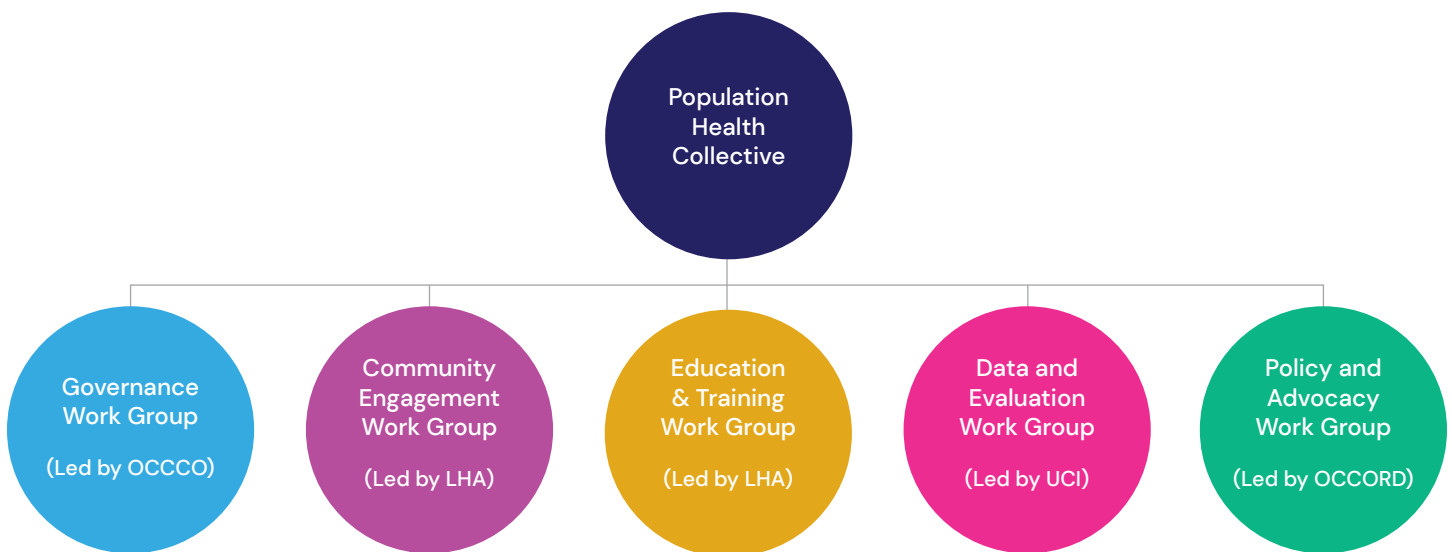 Population
Health
Collective
Governance
Work Group
(Led by OCCCO)
Community
Engagement
Work Group
(Led by LHA)
Education
& Training
Work Group
(Led by LHA)
Data and
Evaluation
Work Group
(Led by UCI)
Policy and
Advocacy
Work Group
(Led by OCCORD)